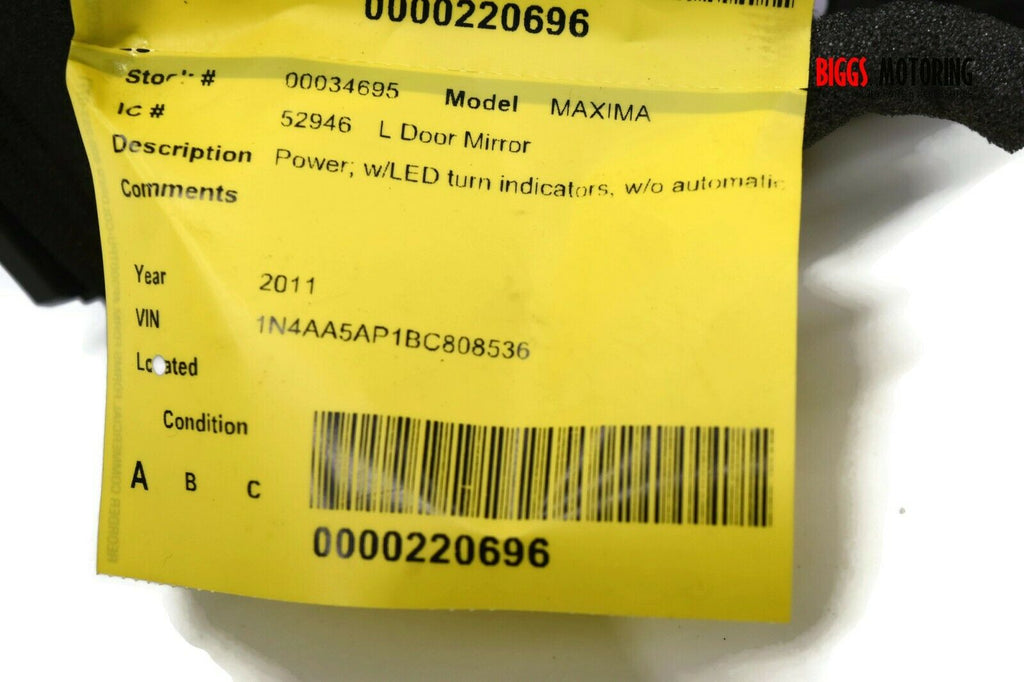 0000220696
BIGGS MOTORING
Stock # 00034695 Model MAXIMA
Ic # 52946 L Door Mirror
Description Power; w/LED turn indicators, w/o automatic
Comments
Year 2011
VIN 1N4AA5AP1BC808536
Located
Condition
A B C
0000220696